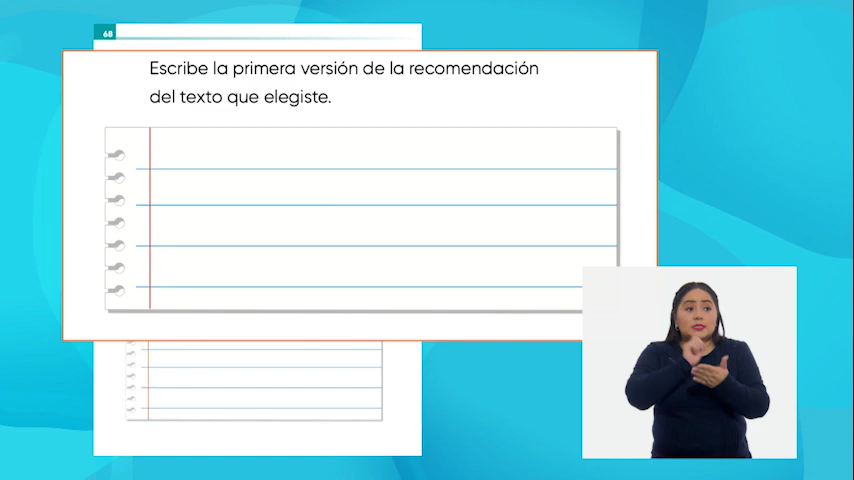 68
Escribe la primera versión de la recomendación
del texto que elegiste.